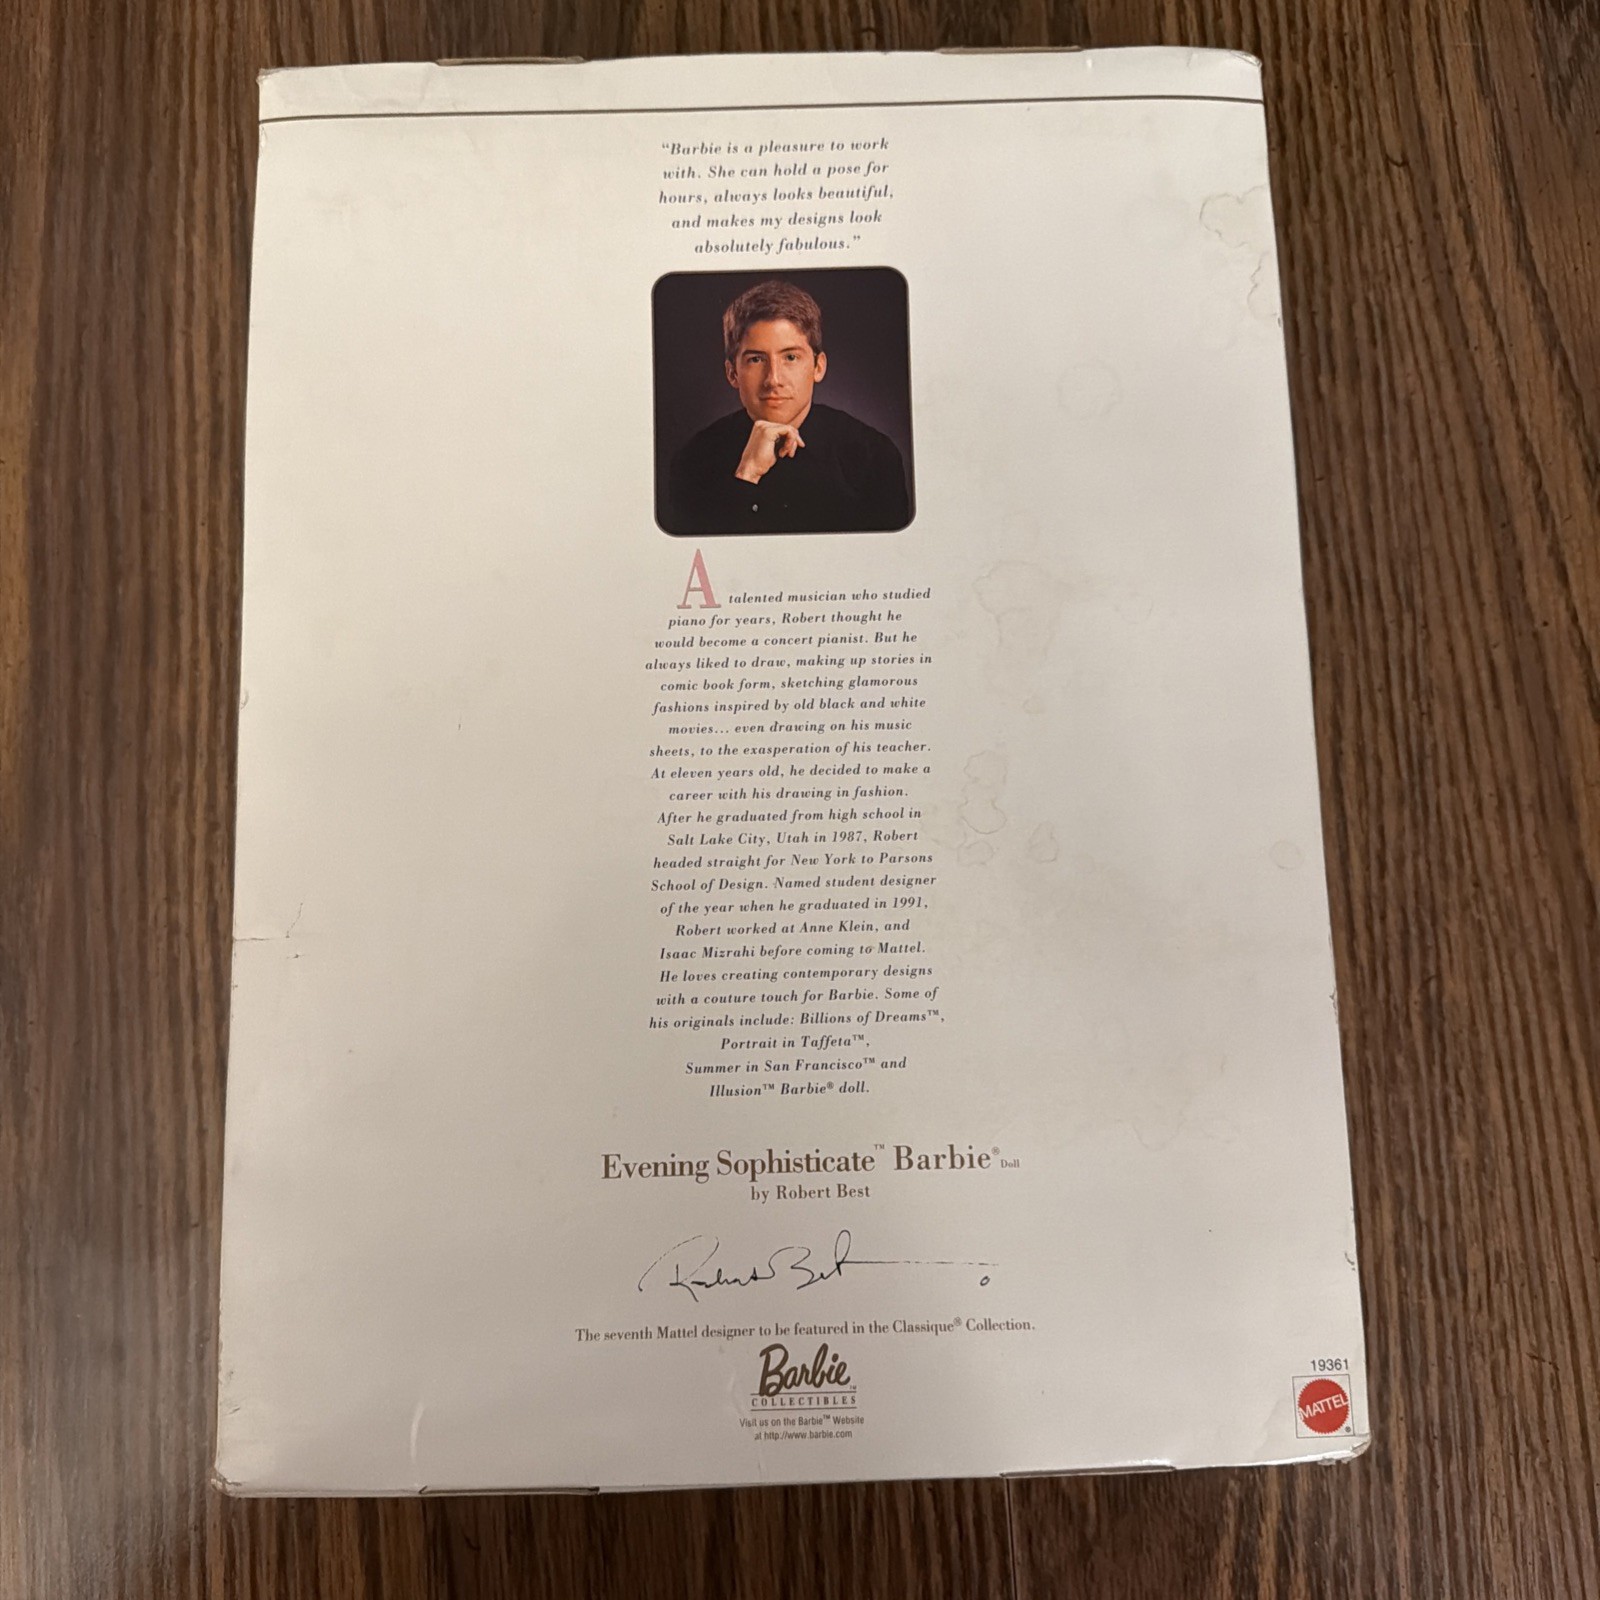 “Barbie is a pleasure to work
with. She can hold a pose for
hours, always looks beautiful,
and makes my designs look
absolutely fabulous.”
A talented musician who studied
piano for years, Robert thought he
would become a concert pianist. But he
always liked to draw, making up stories in
comic book form, sketching glamorous
fashions inspired by old black and white
movies... even drawing on his music
sheets, to the exasperation of his teacher.
At eleven years old, he decided to make a
career with his drawing in fashion.
After he graduated from high school in
Salt Lake City, Utah in 1987, Robert
headed straight for New York to Parsons
School of Design. Named student designer
of the year when he graduated in 1991,
Robert worked at Anne Klein, and
Isaac Mizrahi before coming to Mattel.
He loves creating contemporary designs
with a couture touch for Barbie. Some of
his originals include: Billions of Dreams™,
Portrait in Taffeta™,
Summer in San Francisco™ and
Illusion™ Barbie® doll.
Evening Sophisticate™ Barbie® Doll
by Robert Best
Robert Best
The seventh Mattel designer to be featured in the Classique® Collection.
Barbie™
COLLECTIBLES
Visit us on the Barbie™ Website
at http://www.barbie.com
19361
MATTEL®